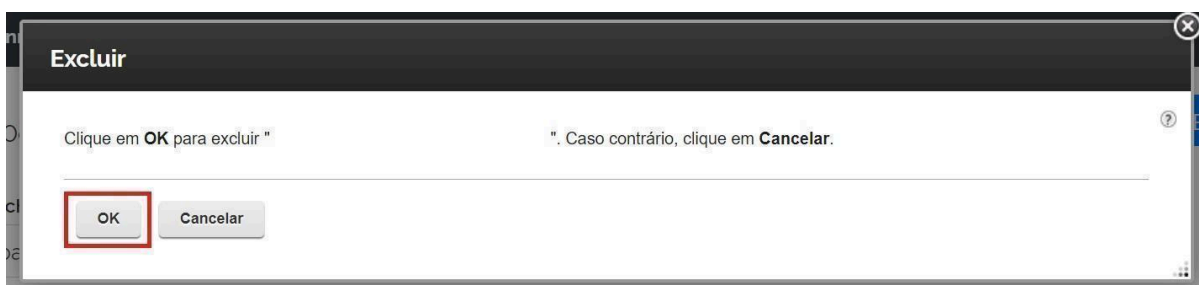 Excluir
Clique em OK para excluir " ". Caso contrário, clique em Cancelar.
OK Cancelar